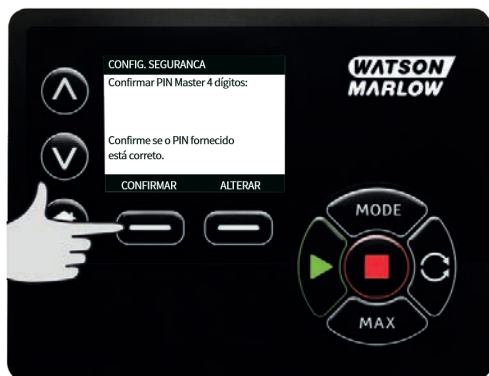 CONFIG. SEGURANCA
Confirmar PIN Master 4 dígitos:
Confirme se o PIN fornecido
está correto.
CONFIRMAR ALTERAR
WATSON
MARLOW
MODE
MAX